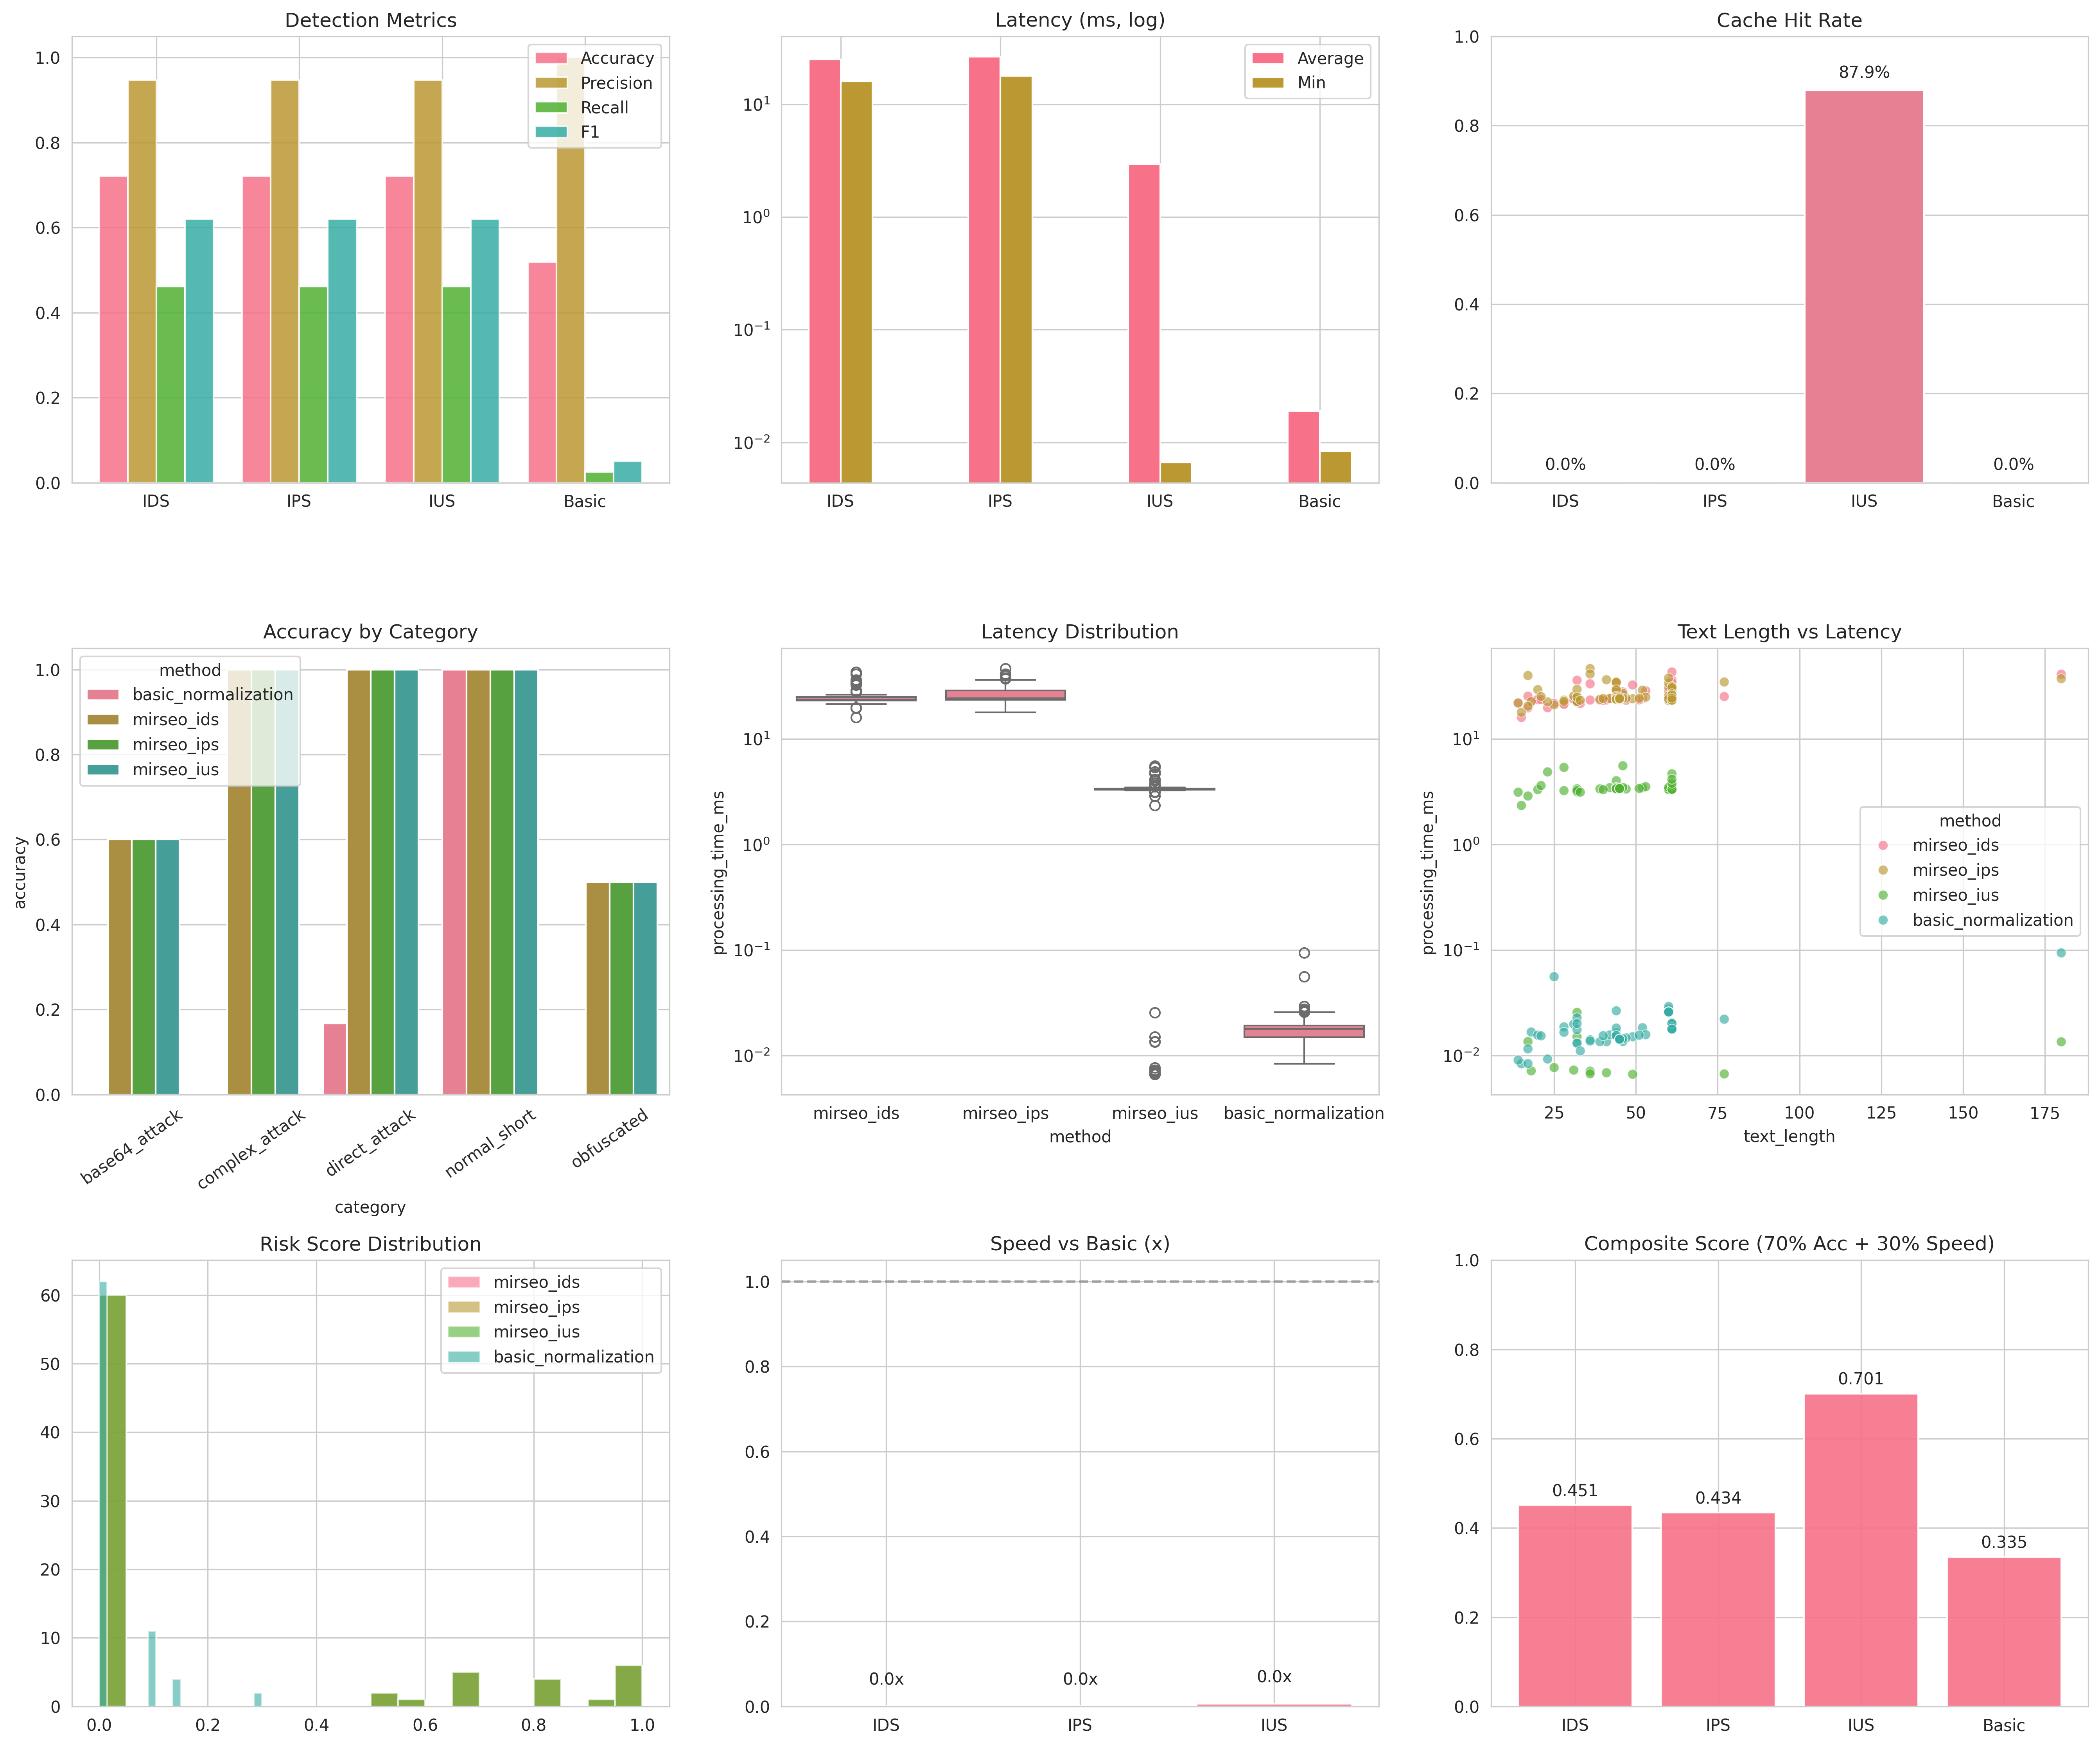 Detection Metrics
1.0
0.8
0.6
0.4
0.2
0.0
Accuracy
Precision
Recall
F1
IDS
IPS
IUS
Basic
Latency (ms, log)
10¹
10⁰
10⁻¹
10⁻²
Average
Min
IDS
IPS
IUS
Basic
Cache Hit Rate
1.0
0.8
0.6
0.4
0.2
0.0
0.0%
0.0%
87.9%
0.0%
IDS
IPS
IUS
Basic
Accuracy by Category
accuracy
1.0
0.8
0.6
0.4
0.2
0.0
method
basic_normalization
mirseo_ids
mirseo_ips
mirseo_ius
base64_attack
complex_attack
direct_attack
normal_short
obfuscated
category
Latency Distribution
processing_time_ms
10¹
10⁰
10⁻¹
10⁻²
mirseo_ids
mirseo_ips
mirseo_ius
basic_normalization
method
Text Length vs Latency
processing_time_ms
10¹
10⁰
10⁻¹
10⁻²
method
mirseo_ids
mirseo_ips
mirseo_ius
basic_normalization
25
50
75
100
125
150
175
text_length
Risk Score Distribution
60
50
40
30
20
10
0
mirseo_ids
mirseo_ips
mirseo_ius
basic_normalization
0.0
0.2
0.4
0.6
0.8
1.0
Speed vs Basic (x)
1.0
0.8
0.6
0.4
0.2
0.0
0.0x
0.0x
0.0x
IDS
IPS
IUS
Composite Score (70% Acc + 30% Speed)
1.0
0.8
0.6
0.4
0.2
0.0
0.451
0.434
0.701
0.335
IDS
IPS
IUS
Basic